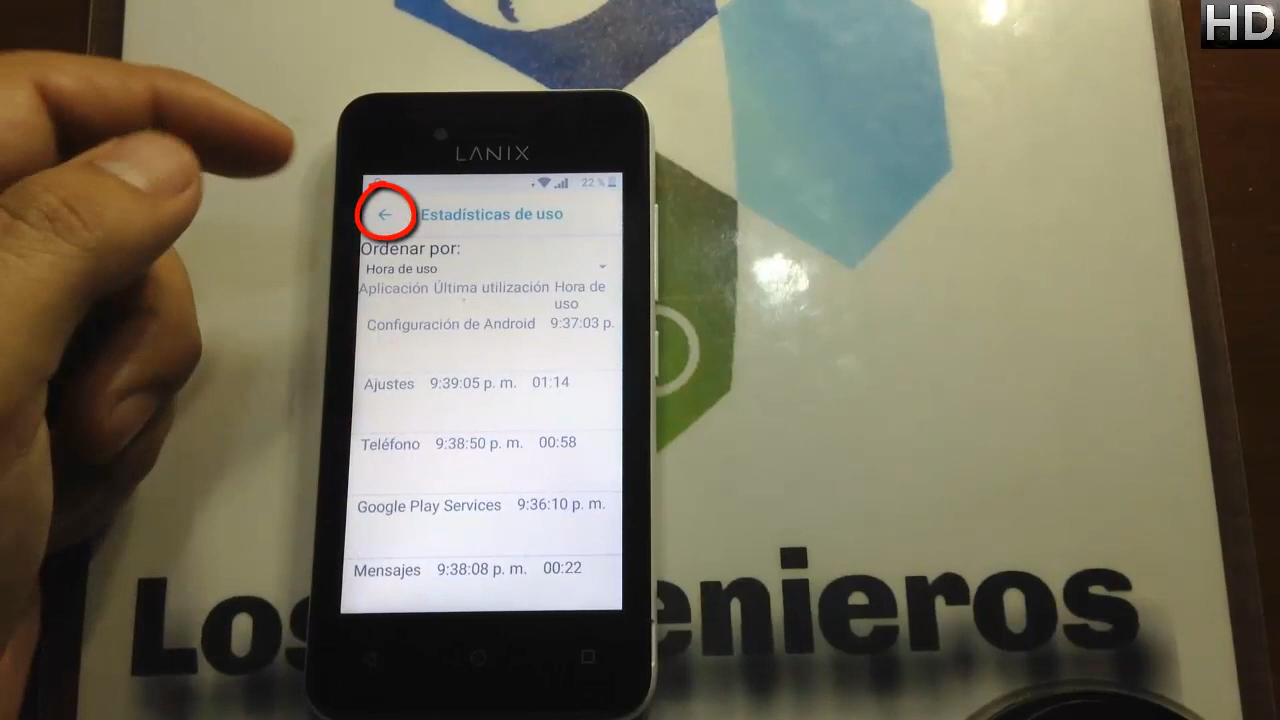 HD
LANIX
22 %
Estadísticas de uso
Ordenar por:
Hora de uso
Aplicación Última utilización Hora de
uso
Configuración de Android 9:37:03 p.
Ajustes 9:39:05 p. m. 01:14
Teléfono 9:38:50 p. m. 00:58
Google Play Services 9:36:10 p. m.
Mensajes 9:38:08 p. m. 00:22
Los enieros